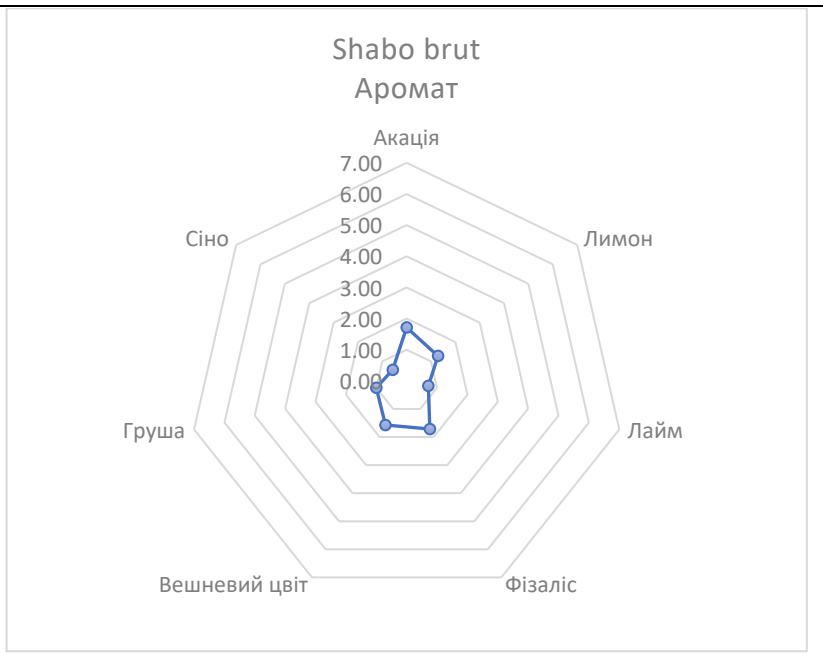 Shabo brut
Аромат
Акація
7.00
6.00
5.00
4.00
3.00
2.00
1.00
0.00
Лимон
Лайм
Фізаліс
Вешневий цвіт
Груша
Сіно